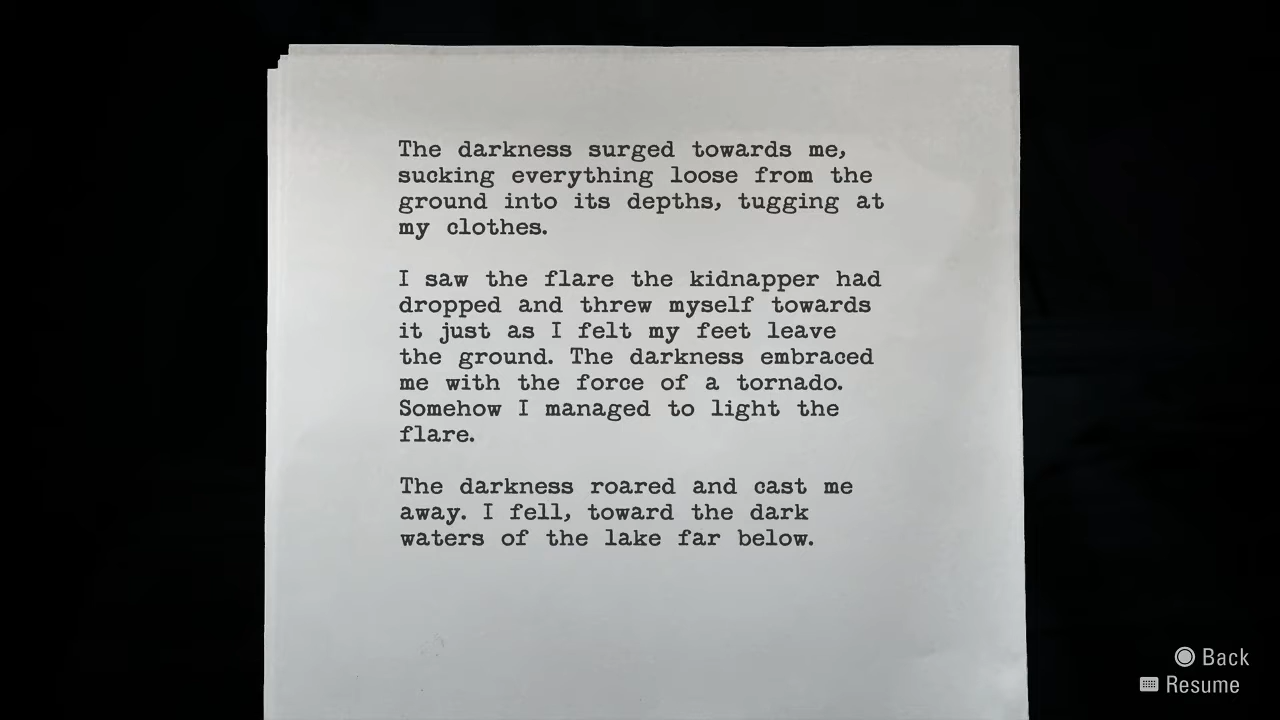 The darkness surged towards me,
sucking everything loose from the
ground into its depths, tugging at
my clothes.
I saw the flare the kidnapper had
dropped and threw myself towards
it just as I felt my feet leave
the ground. The darkness embraced
me with the force of a tornado.
Somehow I managed to light the
flare.
The darkness roared and cast me
away. I fell, toward the dark
waters of the lake far below.
Back
Resume